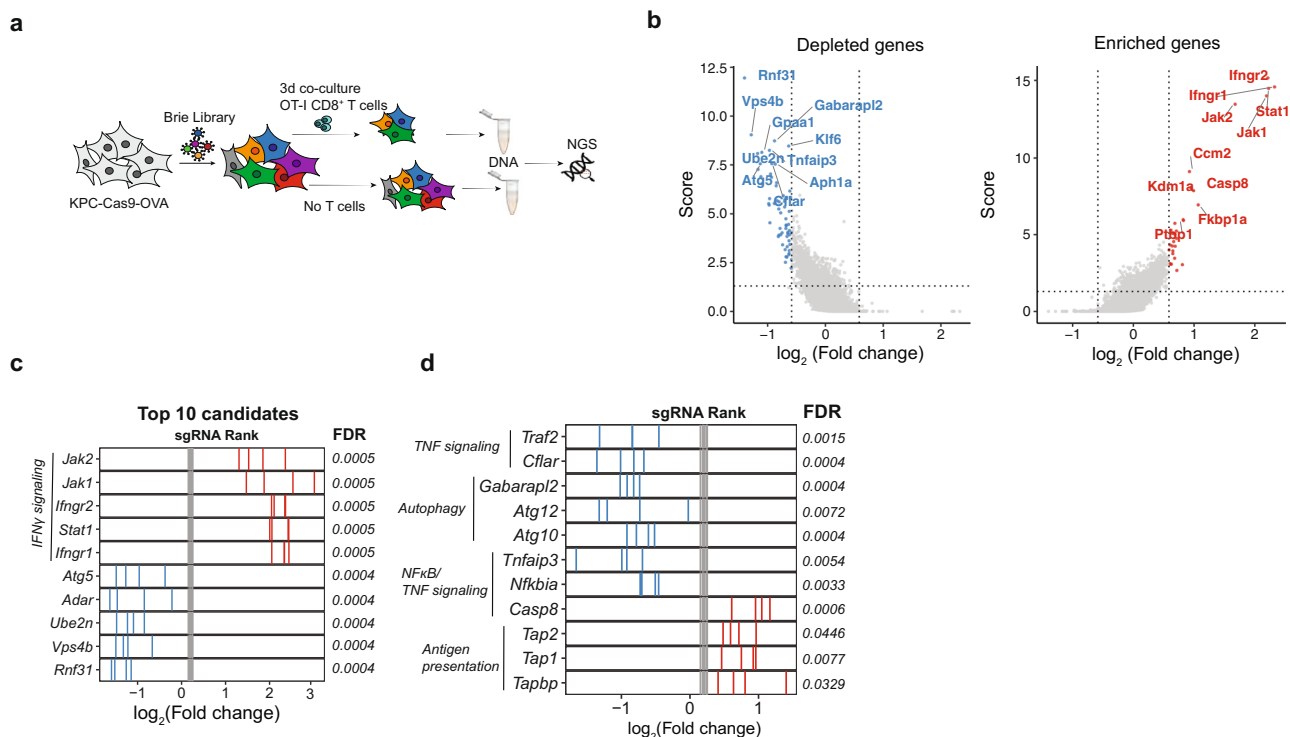 a
3d co-culture
OT-I CD8⁺ T cells
Brie Library
KPC-Cas9-OVA
No T cells
DNA
NGS
b
Depleted genes
Score
12.5
10.0
7.5
5.0
2.5
0.0
Rnf31
Vps4b
Gabarapl2
Gpaa1
Klf6
Ube2n
Tnfaip3
Atg5
Aph1a
Cflar
−1
0
1
2
log₂ (Fold change)
Enriched genes
Score
15
10
5
0
Ifngr2
Ifngr1
Stat1
Jak2
Jak1
Ccm2
Kdm1a
Casp8
Fkbp1a
Ptbp1
−1
0
1
2
log₂ (Fold change)
c
Top 10 candidates
sgRNA Rank
FDR
IFNγ signaling
Jak2 0.0005
Jak1 0.0005
Ifngr2 0.0005
Stat1 0.0005
Ifngr1 0.0005
Atg5 0.0004
Adar 0.0004
Ube2n 0.0004
Vps4b 0.0004
Rnf31 0.0004
−1 0 1 2 3
log₂(Fold change)
d
sgRNA Rank
FDR
TNF signaling
Traf2 0.0015
Cflar 0.0004
Autophagy
Gabarapl2 0.0004
Atg12 0.0072
Atg10 0.0004
NFκB/
TNF signaling
Tnfaip3 0.0054
Nfkbia 0.0033
Casp8 0.0006
Antigen
presentation
Tap2 0.0446
Tap1 0.0077
Tapbp 0.0329
−1 0 1
log₂(Fold change)